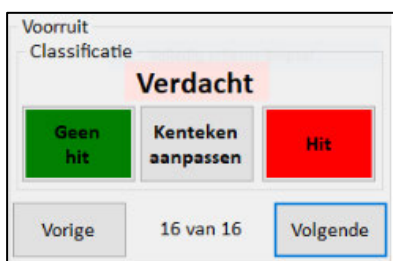 Voorruit
Classificatie
Verdacht
Geen
hit
Kenteken
aanpassen
Hit
Vorige
16 van 16
Volgende